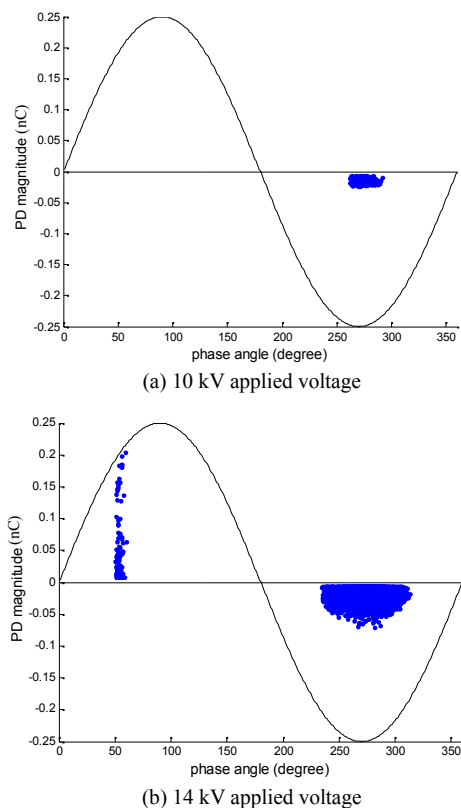 0.25
0.2
0.15
0.1
0.05
0
-0.05
-0.1
-0.15
-0.2
-0.25
PD magnitude (nC)
0 50 100 150 200 250 300 350
phase angle (degree)
(a) 10 kV applied voltage
0.25
0.2
0.15
0.1
0.05
0
-0.05
-0.1
-0.15
-0.2
-0.25
PD magnitude (nC)
0 50 100 150 200 250 300 350
phase angle (degree)
(b) 14 kV applied voltage